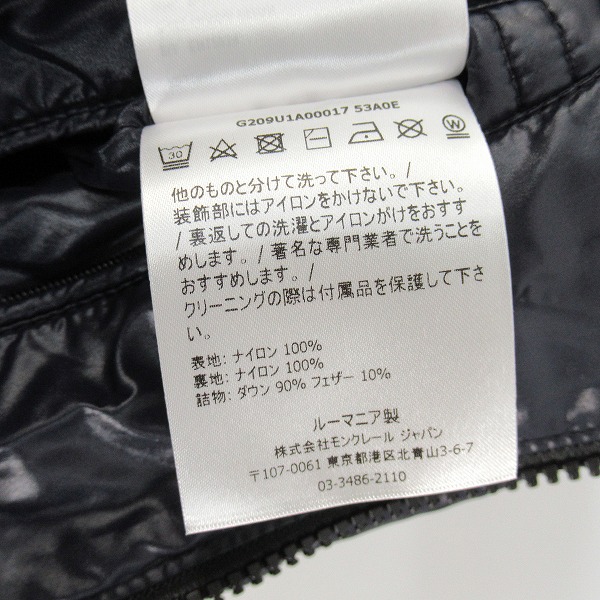 G209U1A00017 53A0E
30
W
他のものと分けて洗って下さい。/
装飾部にはアイロンをかけないで下さい。
/ 裏返しての洗濯とアイロンがけをおすす
めします。/ 著名な専門業者で洗うことを
おすすめします。/
クリーニングの際は付属品を保護して下さ
い。
表地: ナイロン 100%
裏地: ナイロン 100%
詰物: ダウン 90% フェザー 10%
ルーマニア製
株式会社モンクレール ジャパン
〒107-0061 東京都港区北青山3-6-7
03-3486-2110